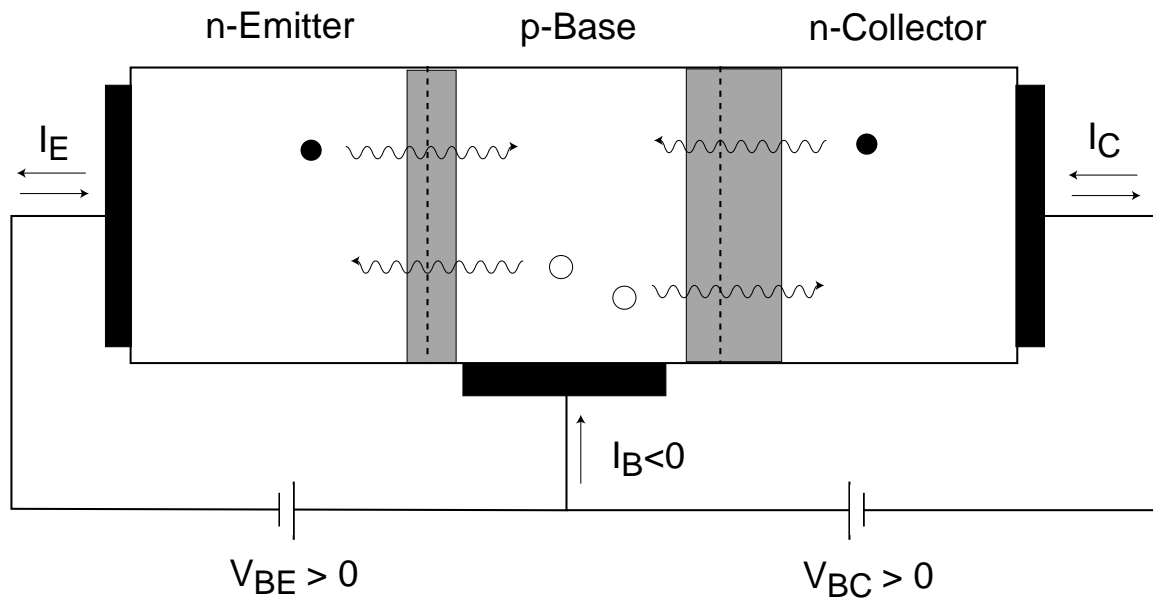 n-Emitter p-Base n-Collector
I_E I_C
I_B<0
V_BE > 0 V_BC > 0